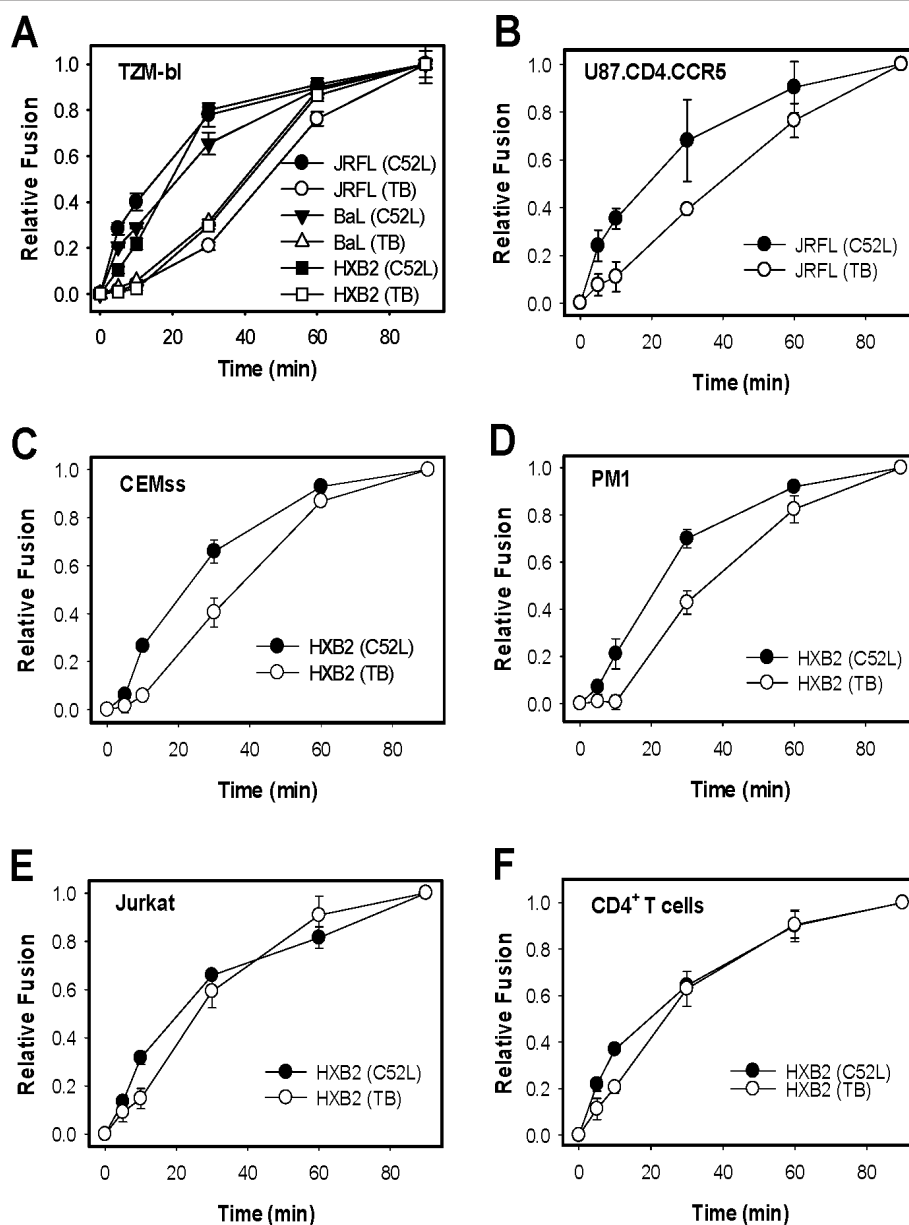 A
TZM-bl
Relative Fusion
1.0
0.8
0.6
0.4
0.2
0.0
JRFL (C52L)
JRFL (TB)
BaL (C52L)
BaL (TB)
HXB2 (C52L)
HXB2 (TB)
0 20 40 60 80
Time (min)
B
U87.CD4.CCR5
Relative Fusion
1.0
0.8
0.6
0.4
0.2
0.0
JRFL (C52L)
JRFL (TB)
0 20 40 60 80
Time (min)
C
CEMss
Relative Fusion
1.0
0.8
0.6
0.4
0.2
0.0
HXB2 (C52L)
HXB2 (TB)
0 20 40 60 80
Time (min)
D
PM1
Relative Fusion
1.0
0.8
0.6
0.4
0.2
0.0
HXB2 (C52L)
HXB2 (TB)
0 20 40 60 80
Time (min)
E
Jurkat
Relative Fusion
1.0
0.8
0.6
0.4
0.2
0.0
HXB2 (C52L)
HXB2 (TB)
0 20 40 60 80
Time (min)
F
CD4⁺ T cells
Relative Fusion
1.0
0.8
0.6
0.4
0.2
0.0
HXB2 (C52L)
HXB2 (TB)
0 20 40 60 80
Time (min)